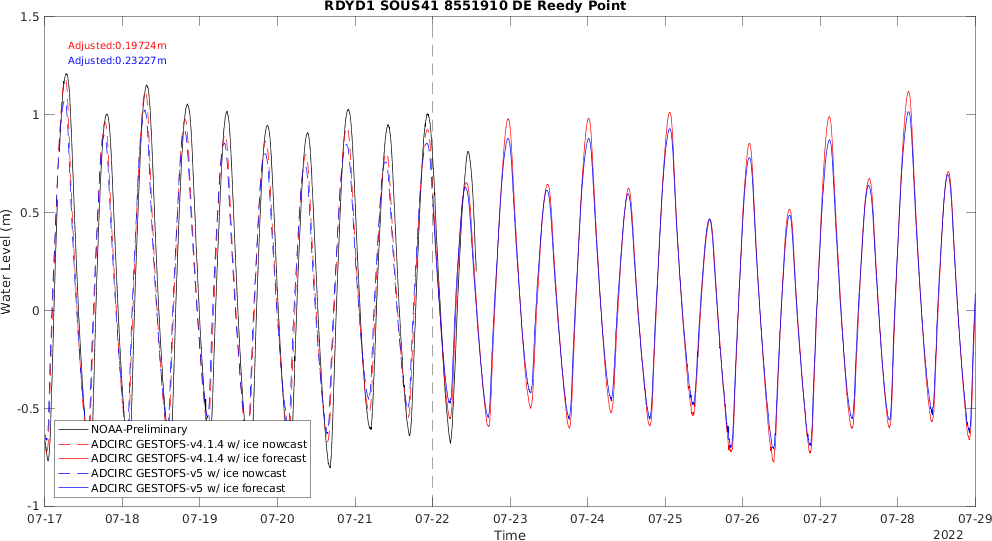 RDYD1 SOUS41 8551910 DE Reedy Point
1.5
Adjusted:0.19724m
Adjusted:0.23227m
1
0.5
Water Level (m)
0
-0.5
NOAA-Preliminary
ADCIRC GESTOFS-v4.1.4 w/ ice nowcast
ADCIRC GESTOFS-v4.1.4 w/ ice forecast
ADCIRC GESTOFS-v5 w/ ice nowcast
ADCIRC GESTOFS-v5 w/ ice forecast
-1
07-17 07-18 07-19 07-20 07-21 07-22 07-23 07-24 07-25 07-26 07-27 07-28 07-29
Time
2022